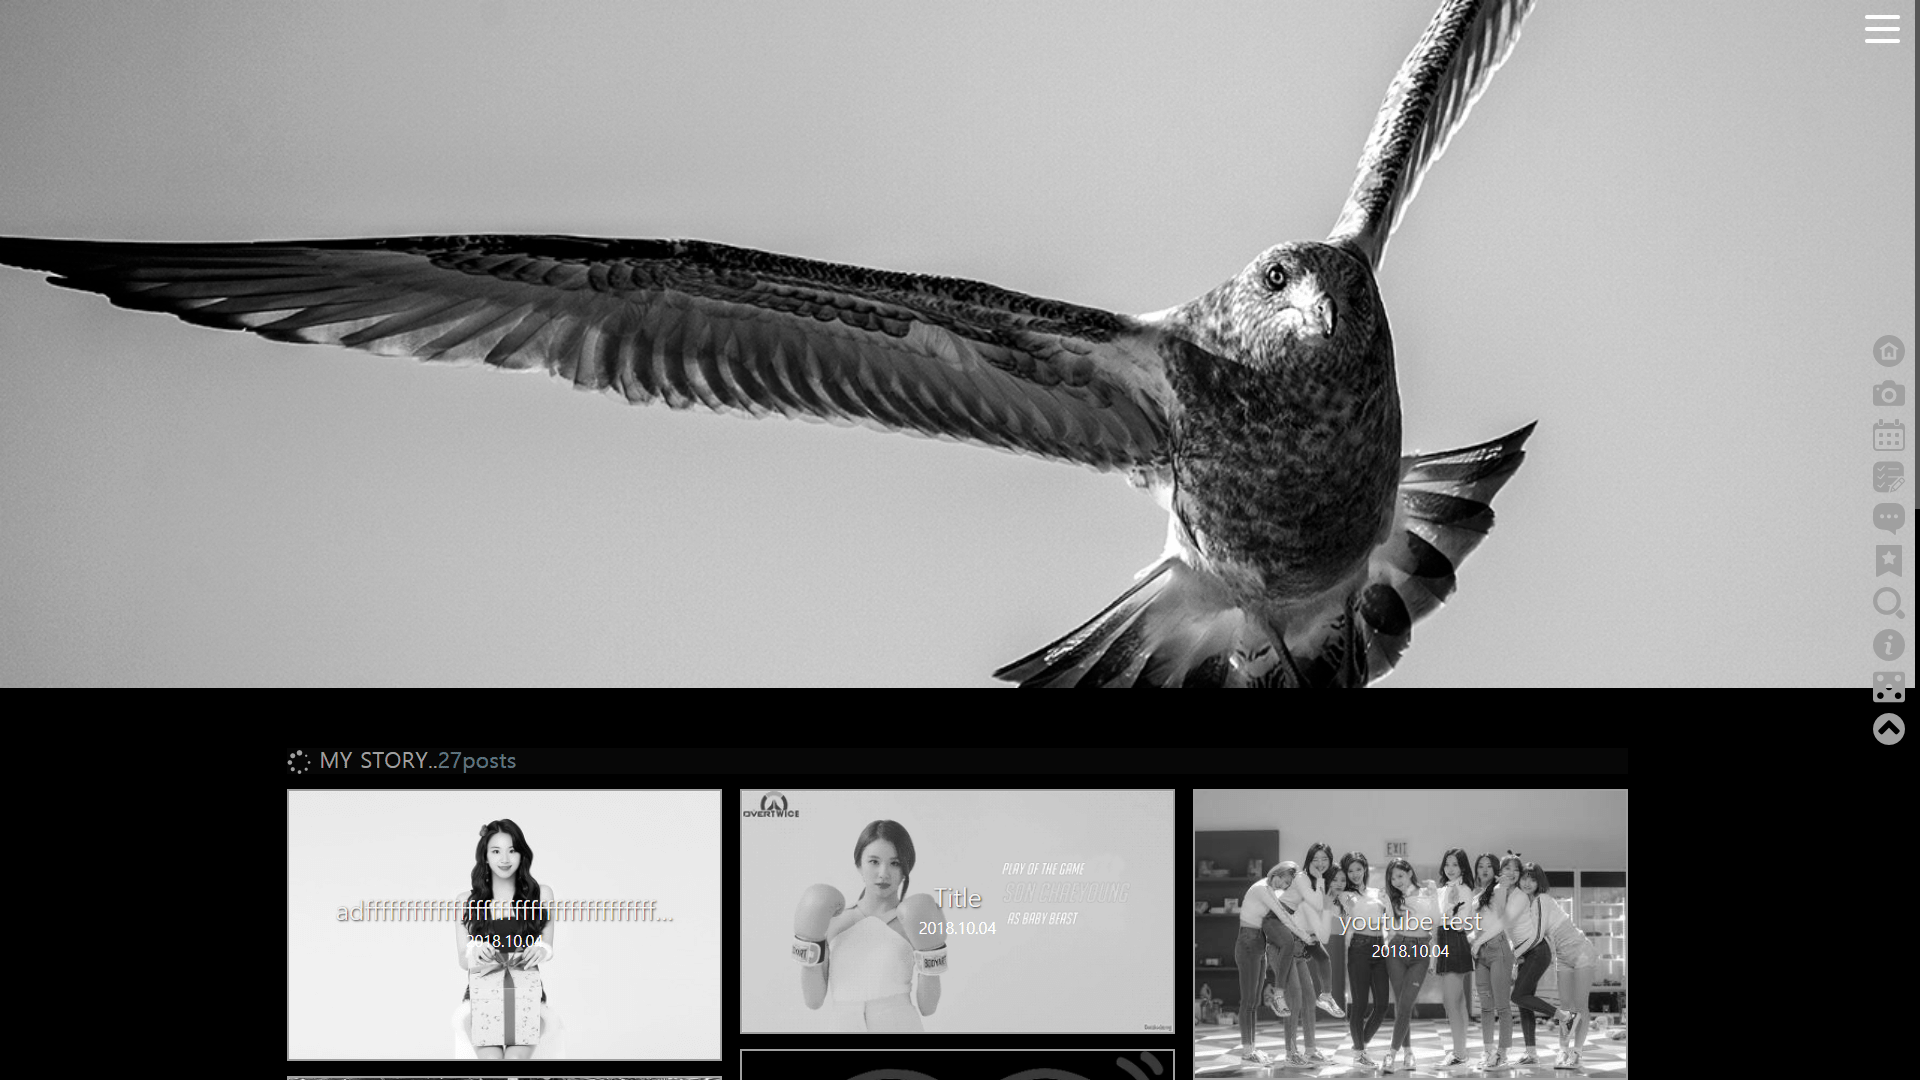 MY STORY..27posts
OVERTWICE
PLAY OF THE GAME
SON CHAEYOUNG
AS BABY BEAST
Title
2018.10.04
EXIT
youtube test
2018.10.04
2018.10.04